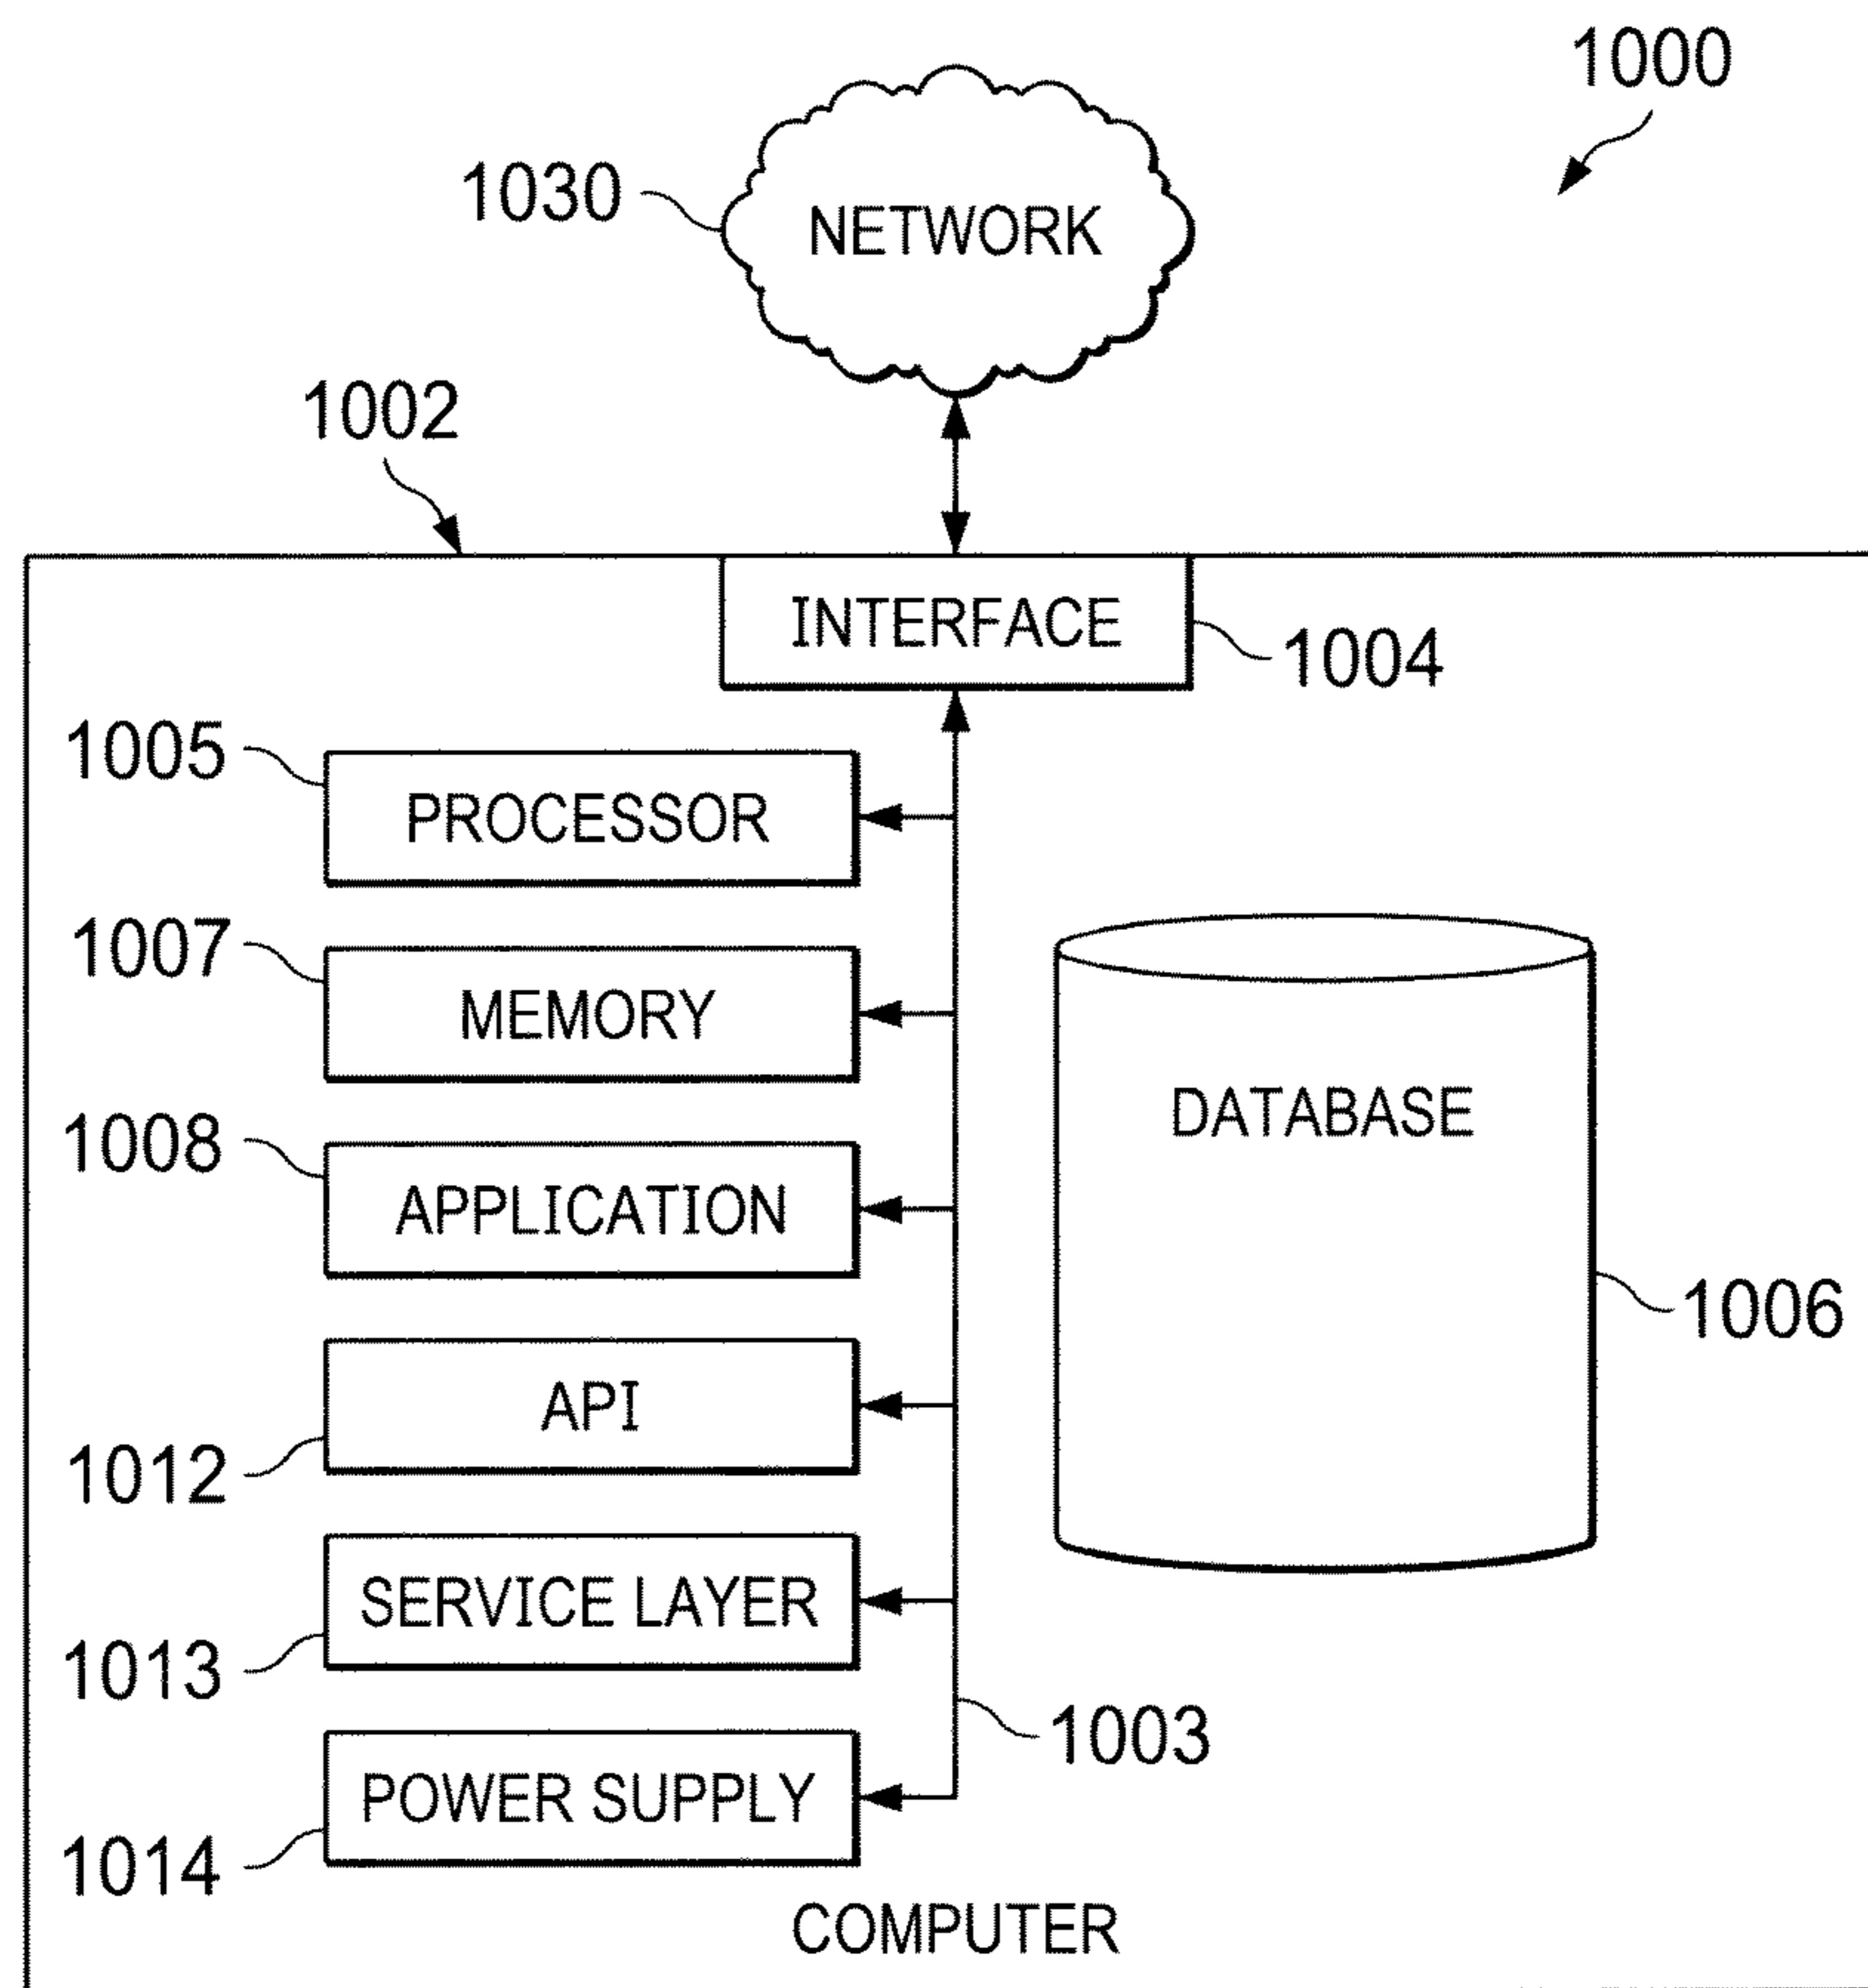 1000
1030
NETWORK
1002
INTERFACE
1004
1005
PROCESSOR
1007
MEMORY
DATABASE
1008
APPLICATION
1006
API
1012
SERVICE LAYER
1013
1003
POWER SUPPLY
1014
COMPUTER